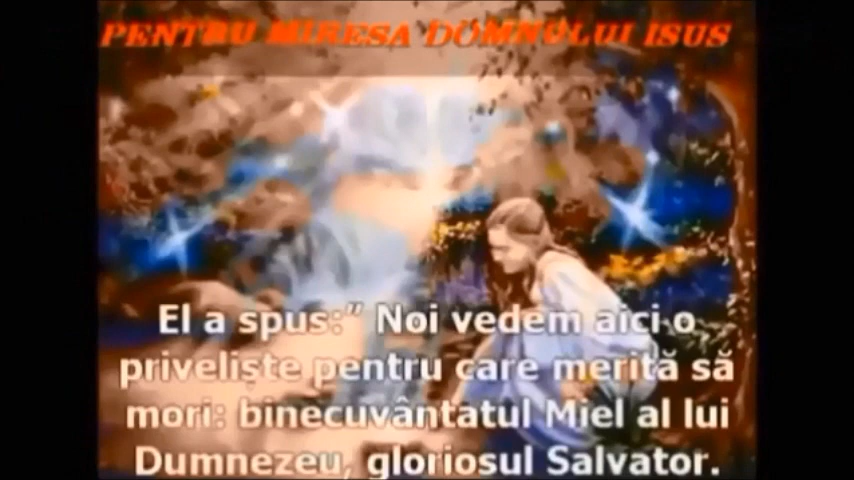 PENTRU MIRESA DOMNULUI ISUS
El a spus:” Noi vedem aici o
priveliște pentru care merită să
mori: binecuvântatul Miel al lui
Dumnezeu, gloriosul Salvator.